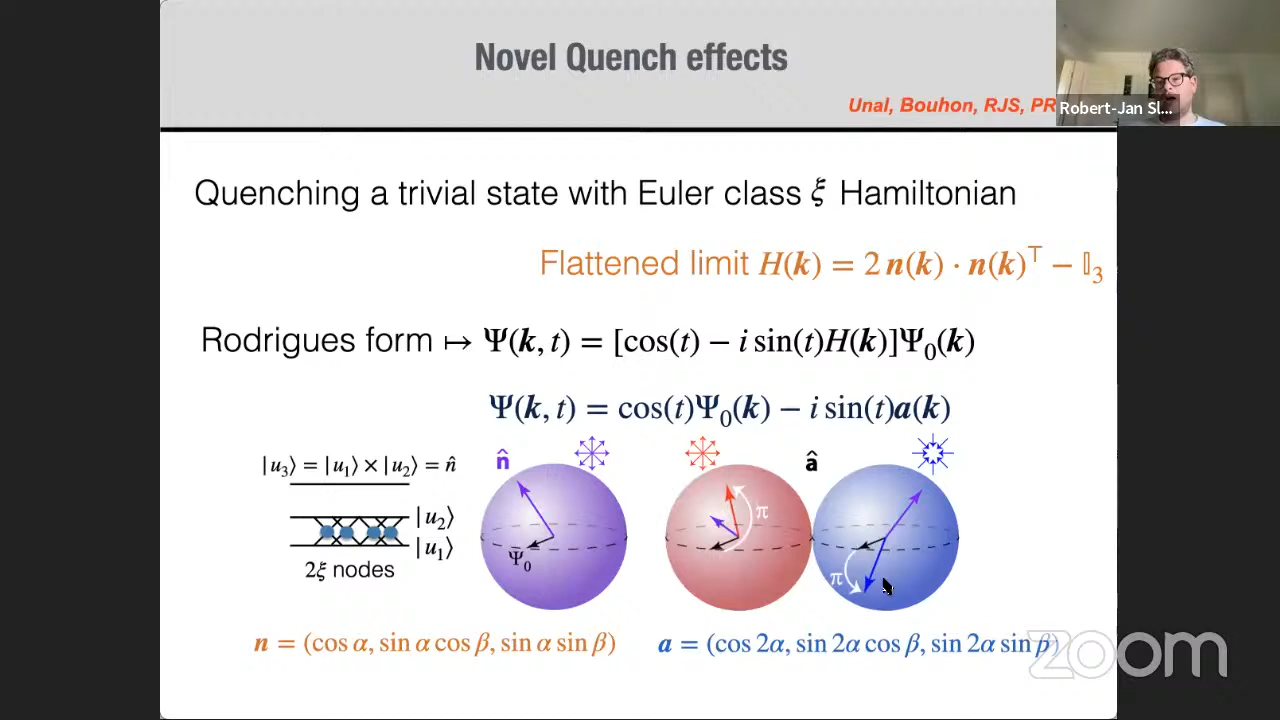 Novel Quench effects
Unal, Bouhon, RJS, PR
Robert-Jan Sl...
Quenching a trivial state with Euler class ξ Hamiltonian
Flattened limit H(k) = 2 n(k) · n(k)^⊤ − 𝕀₃
Rodrigues form ↦ Ψ(k, t) = [cos(t) − i sin(t)H(k)]Ψ₀(k)
Ψ(k, t) = cos(t)Ψ₀(k) − i sin(t)a(k)
|u₃⟩ = |u₁⟩ × |u₂⟩ = n̂
n̂
â
|u₂⟩
|u₁⟩
2ξ nodes
Ψ₀
π
π
n = (cos α, sin α cos β, sin α sin β)
a = (cos 2α, sin 2α cos β, sin 2α sin β)
zoom